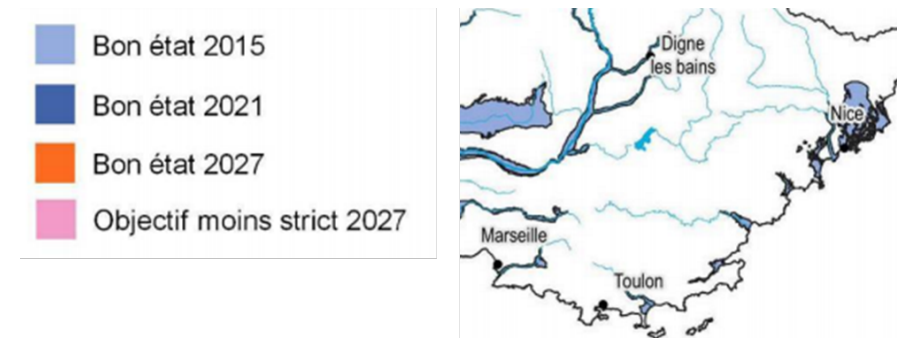 Bon état 2015
Bon état 2021
Bon état 2027
Objectif moins strict 2027
Digne
les bains
Nice
Marseille
Toulon